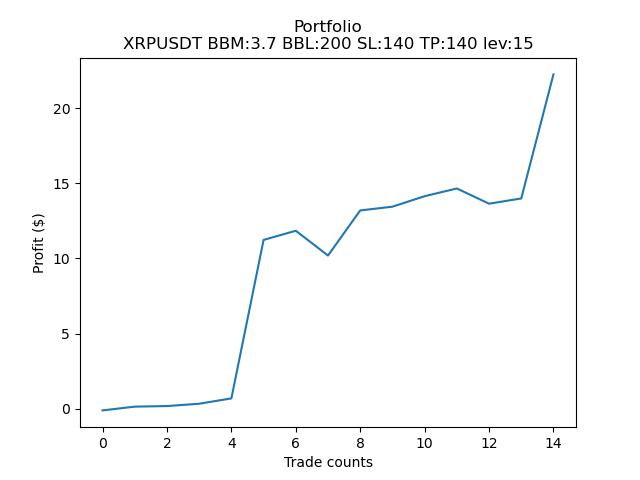 Portfolio
XRPUSDT BBM:3.7 BBL:200 SL:140 TP:140 lev:15
20
15
10
5
0
Profit ($)
0 2 4 6 8 10 12 14
Trade counts